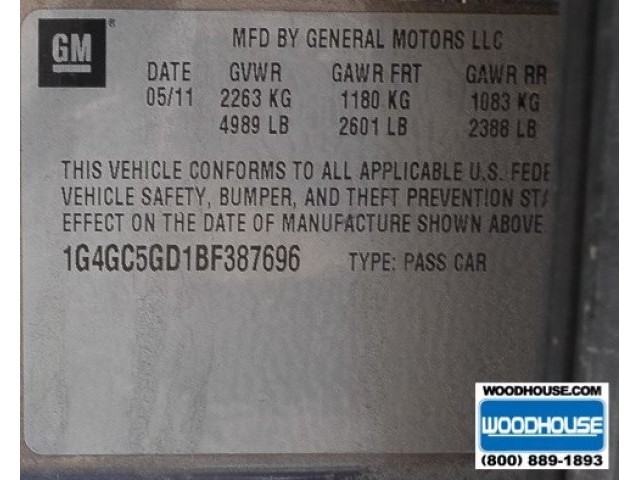 GM ®
MFD BY GENERAL MOTORS LLC
DATE GVWR GAWR FRT GAWR RR
05/11 2263 KG 1180 KG 1083 KG
4989 LB 2601 LB 2388 LB
THIS VEHICLE CONFORMS TO ALL APPLICABLE U.S. FEDE
VEHICLE SAFETY, BUMPER, AND THEFT PREVENTION STA
EFFECT ON THE DATE OF MANUFACTURE SHOWN ABOVE
1G4GC5GD1BF387696 TYPE: PASS CAR
WOODHOUSE.COM
WOODHOUSE
(800) 889-1893